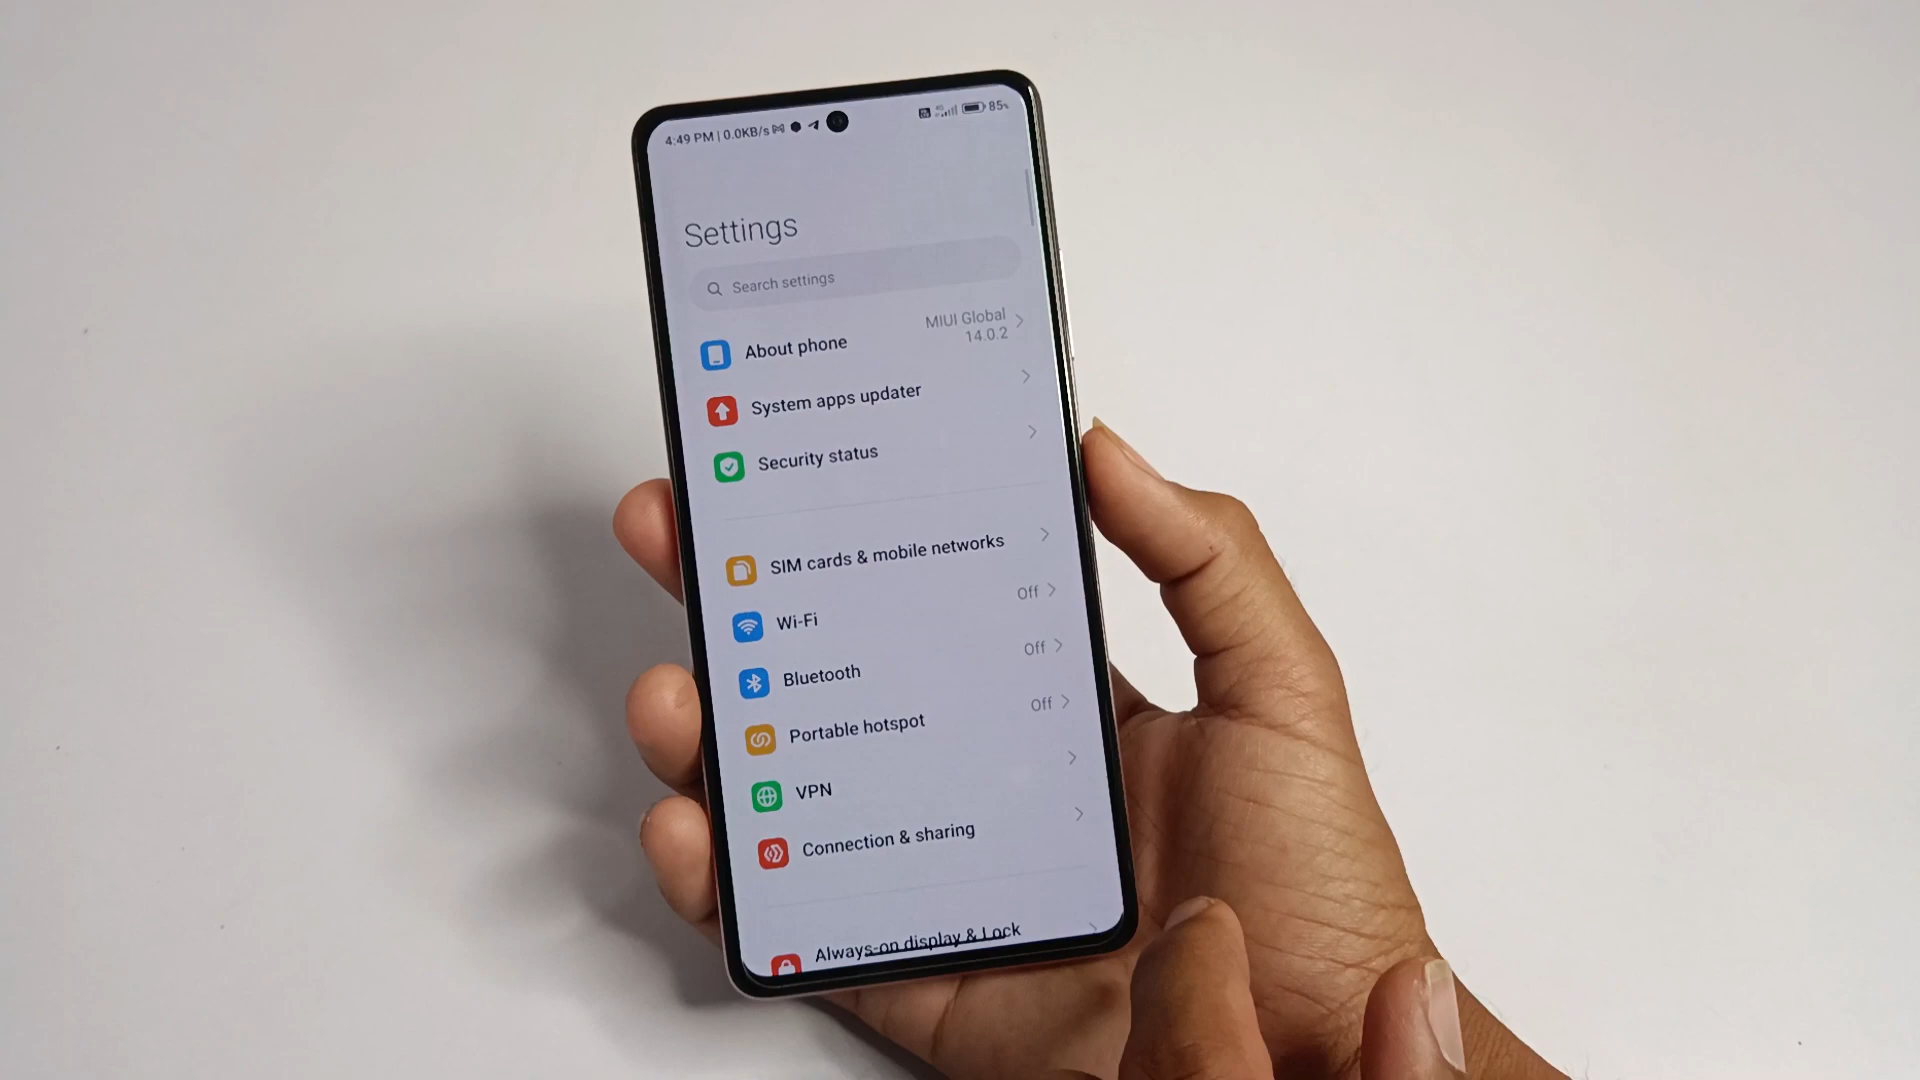 4:49 PM | 0.0KB/s
85%
Settings
Search settings
About phone
MIUI Global
14.0.2
System apps updater
Security status
SIM cards & mobile networks
Wi-Fi
Off
Bluetooth
Off
Portable hotspot
Off
VPN
Connection & sharing
Always-on display & Lock